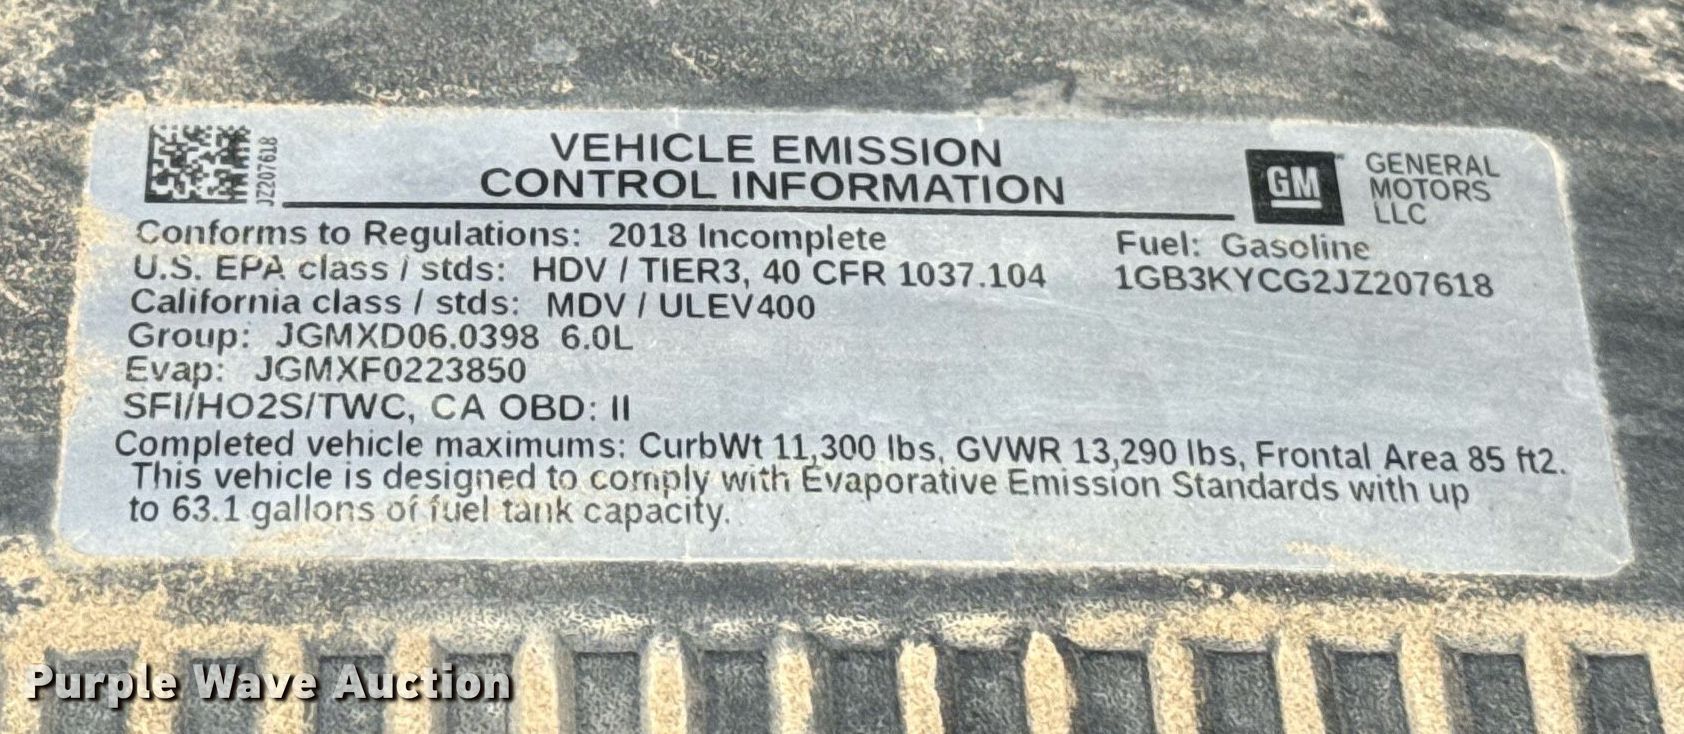 JZ207618
VEHICLE EMISSION
CONTROL INFORMATION
GM
GENERAL
MOTORS
LLC
Conforms to Regulations: 2018 Incomplete
Fuel: Gasoline
U.S. EPA class / stds: HDV / TIER3, 40 CFR 1037.104
1GB3KYCG2JZ207618
California class / stds: MDV / ULEV400
Group: JGMXD06.0398 6.0L
Evap: JGMXF0223850
SFI/HO2S/TWC, CA OBD: II
Completed vehicle maximums: CurbWt 11,300 lbs, GVWR 13,290 lbs, Frontal Area 85 ft2.
This vehicle is designed to comply with Evaporative Emission Standards with up
to 63.1 gallons of fuel tank capacity.
Purple Wave Auction